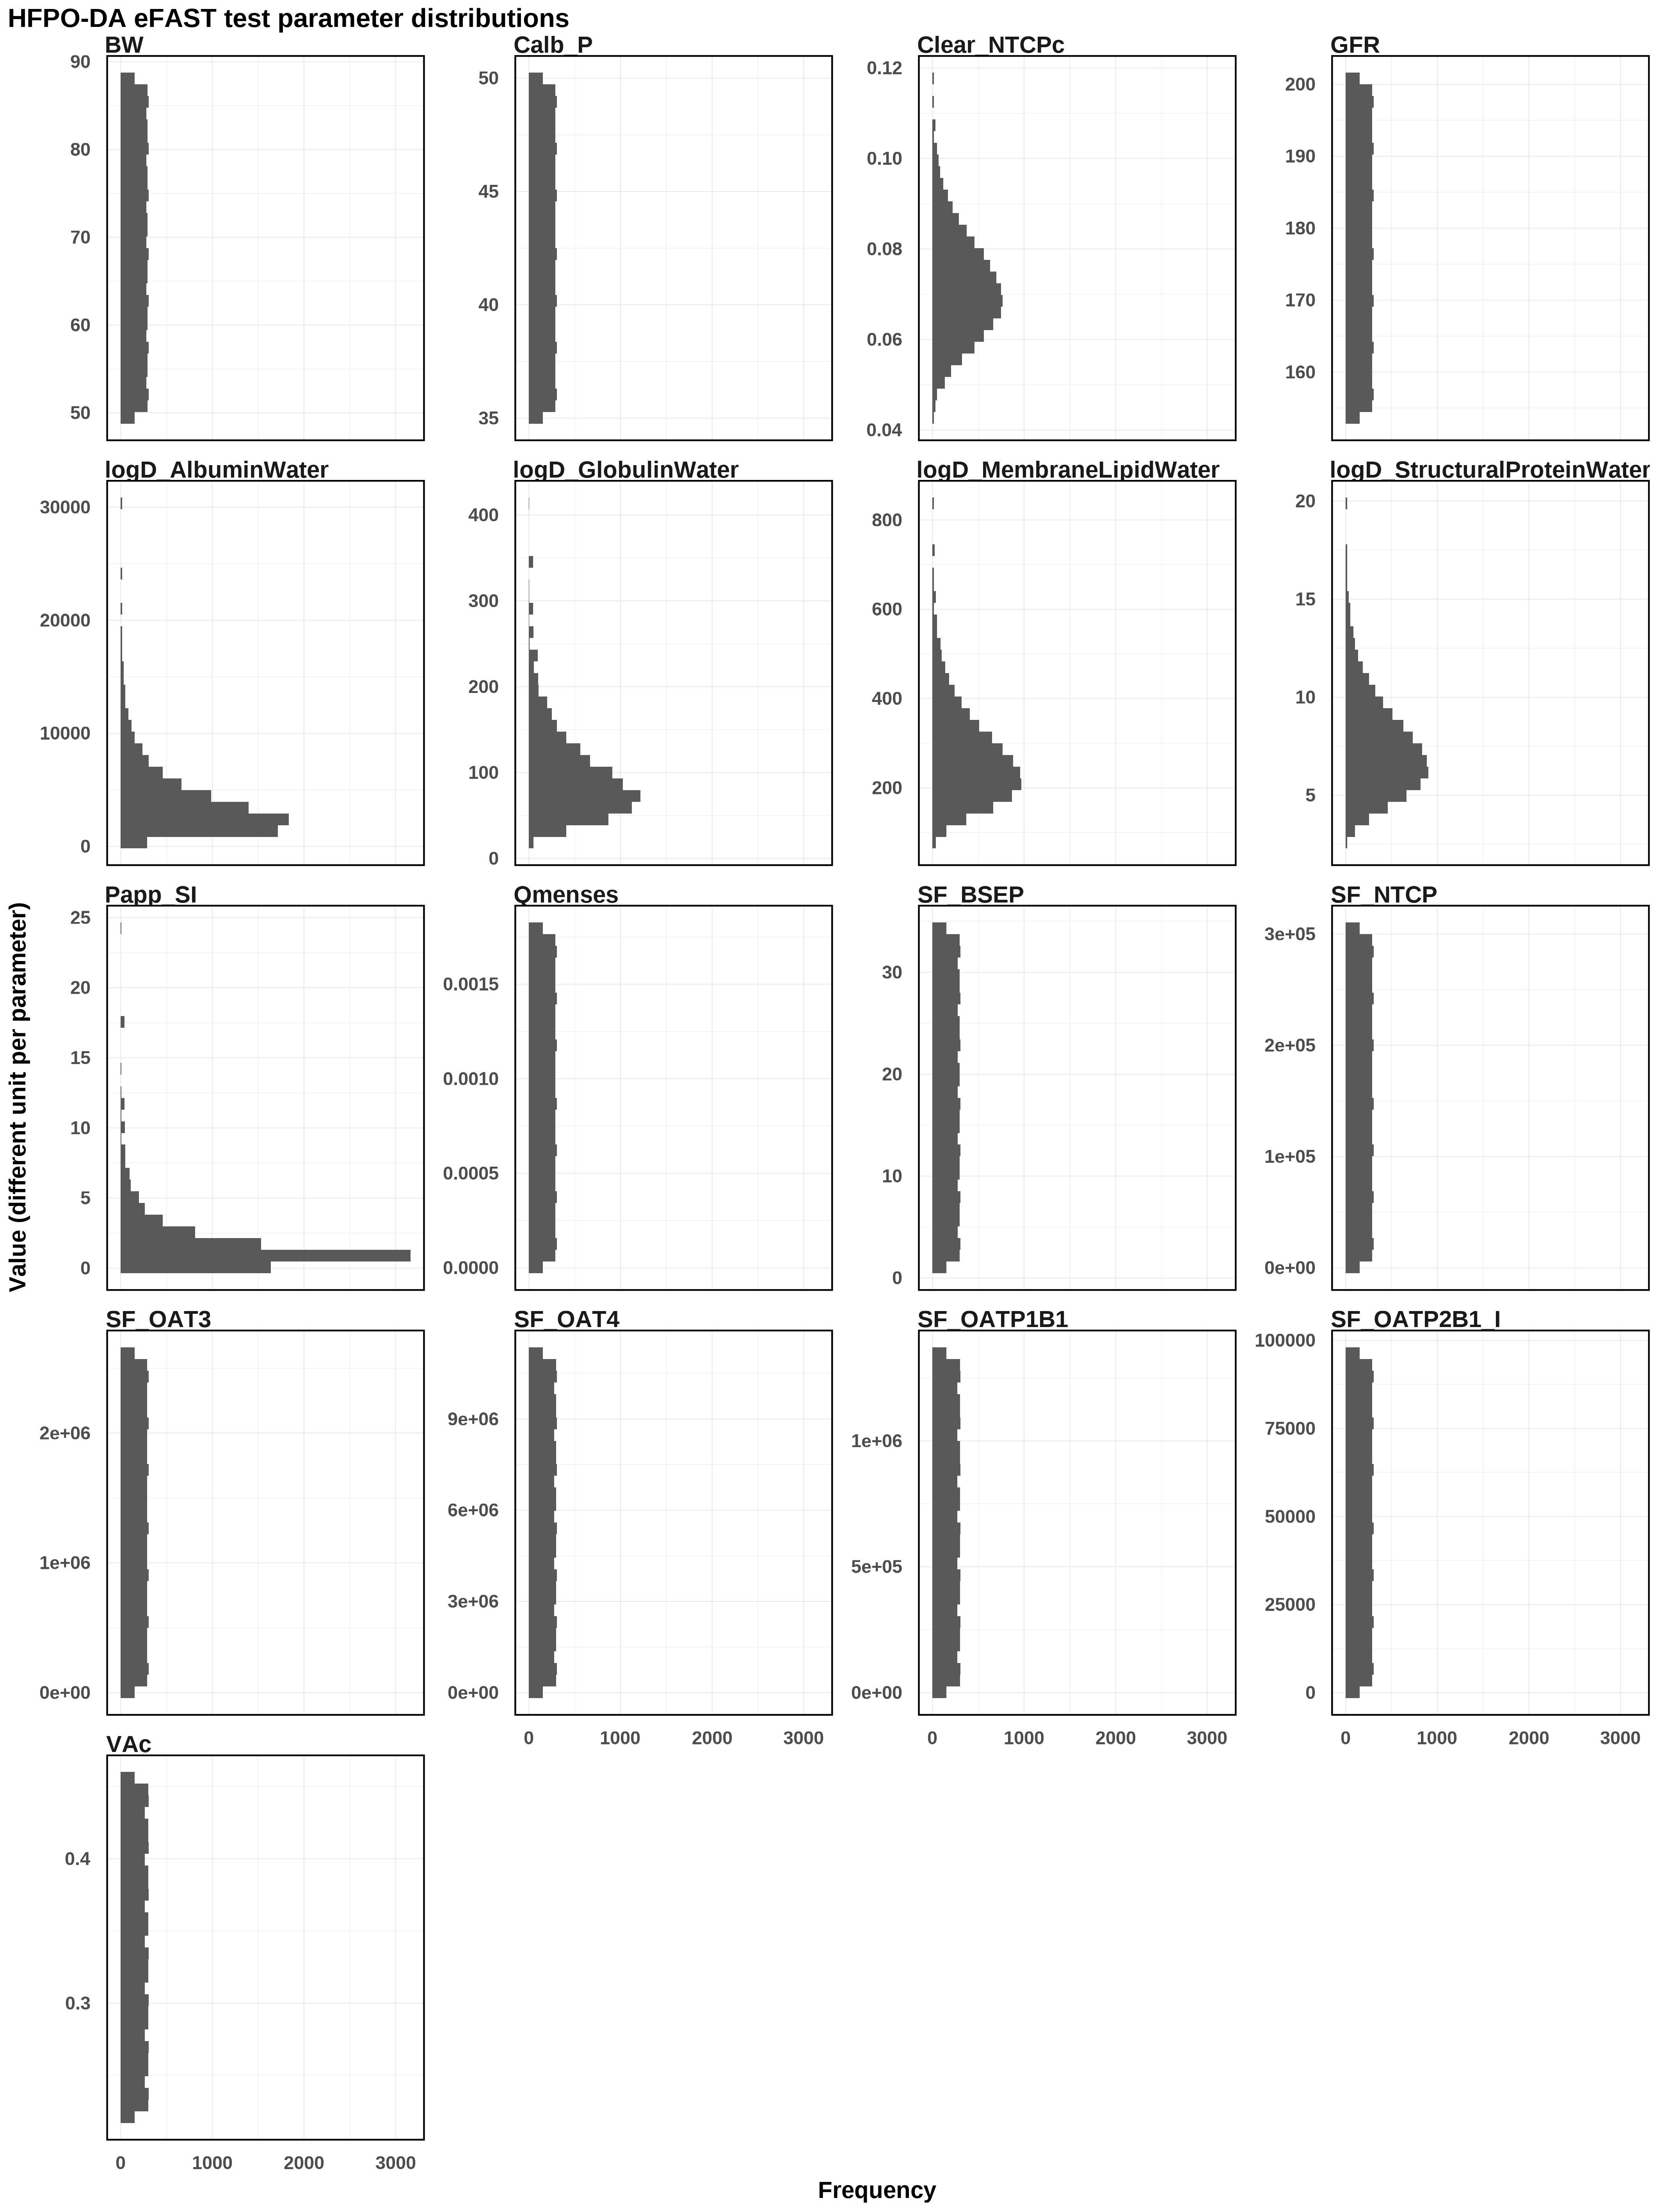 HFPO-DA eFAST test parameter distributions
BW Calb_P Clear_NTCPc GFR
90 80 70 60 50
50 45 40 35
0.12 0.10 0.08 0.06 0.04
200 190 180 170 160
logD_AlbuminWater logD_GlobulinWater logD_MembraneLipidWater logD_StructuralProteinWater
30000 20000 10000 0
400 300 200 100 0
800 600 400 200
20 15 10 5
Papp_SI Qmenses SF_BSEP SF_NTCP
25 20 15 10 5 0
0.0015 0.0010 0.0005 0.0000
30 20 10 0
3e+05 2e+05 1e+05 0e+00
Value (different unit per parameter)
SF_OAT3 SF_OAT4 SF_OATP1B1 SF_OATP2B1_I
2e+06 1e+06 0e+00
9e+06 6e+06 3e+06 0e+00
1e+06 5e+05 0e+00
100000 75000 50000 25000 0
0 1000 2000 3000 0 1000 2000 3000 0 1000 2000 3000
VAc
0.4 0.3
0 1000 2000 3000
Frequency